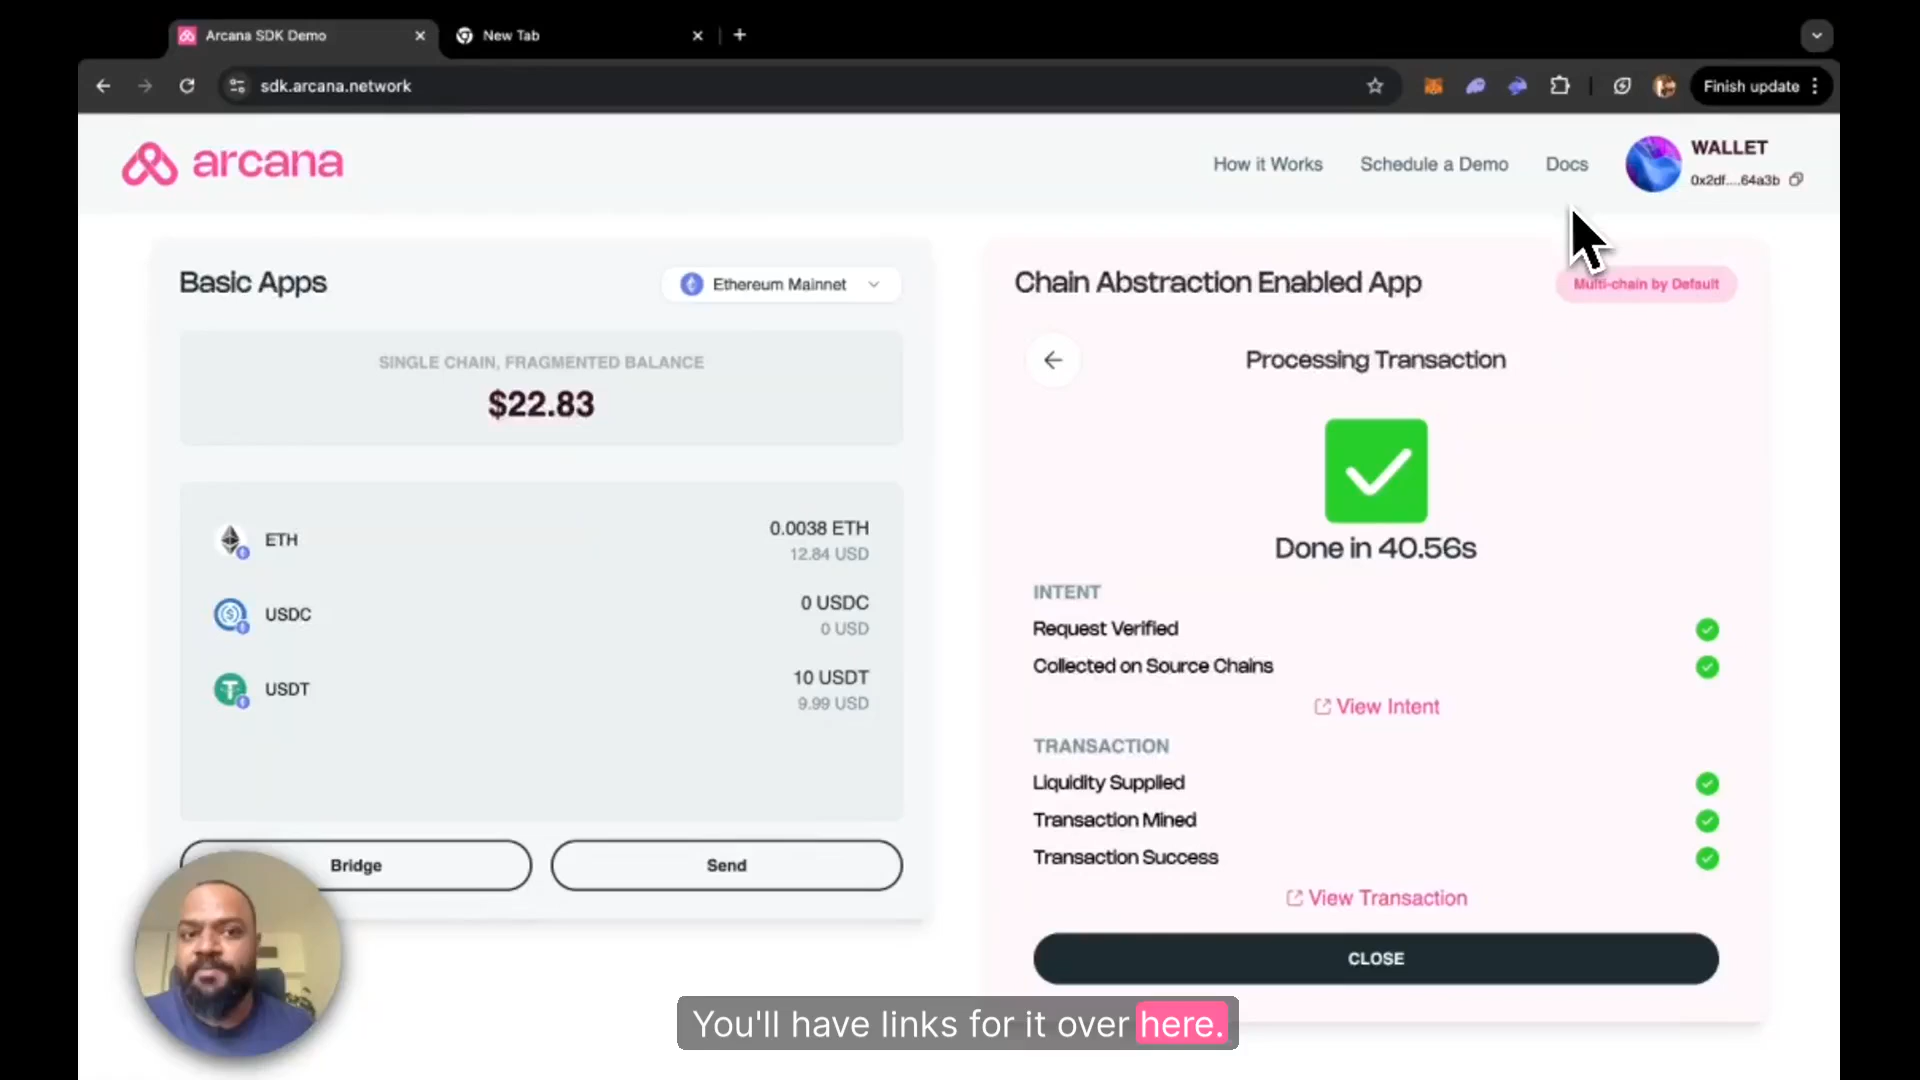 Arcana SDK Demo
New Tab
sdk.arcana.network
Finish update
arcana
How it Works
Schedule a Demo
Docs
WALLET
0x2df....64a3b
Basic Apps
Ethereum Mainnet
SINGLE CHAIN, FRAGMENTED BALANCE
$22.83
ETH
0.0038 ETH
12.84 USD
USDC
0 USDC
0 USD
USDT
10 USDT
9.99 USD
Bridge
Send
Chain Abstraction Enabled App
Multi-chain by Default
Processing Transaction
Done in 40.56s
INTENT
Request Verified
Collected on Source Chains
View Intent
TRANSACTION
Liquidity Supplied
Transaction Mined
Transaction Success
View Transaction
CLOSE
You'll have links for it over here.